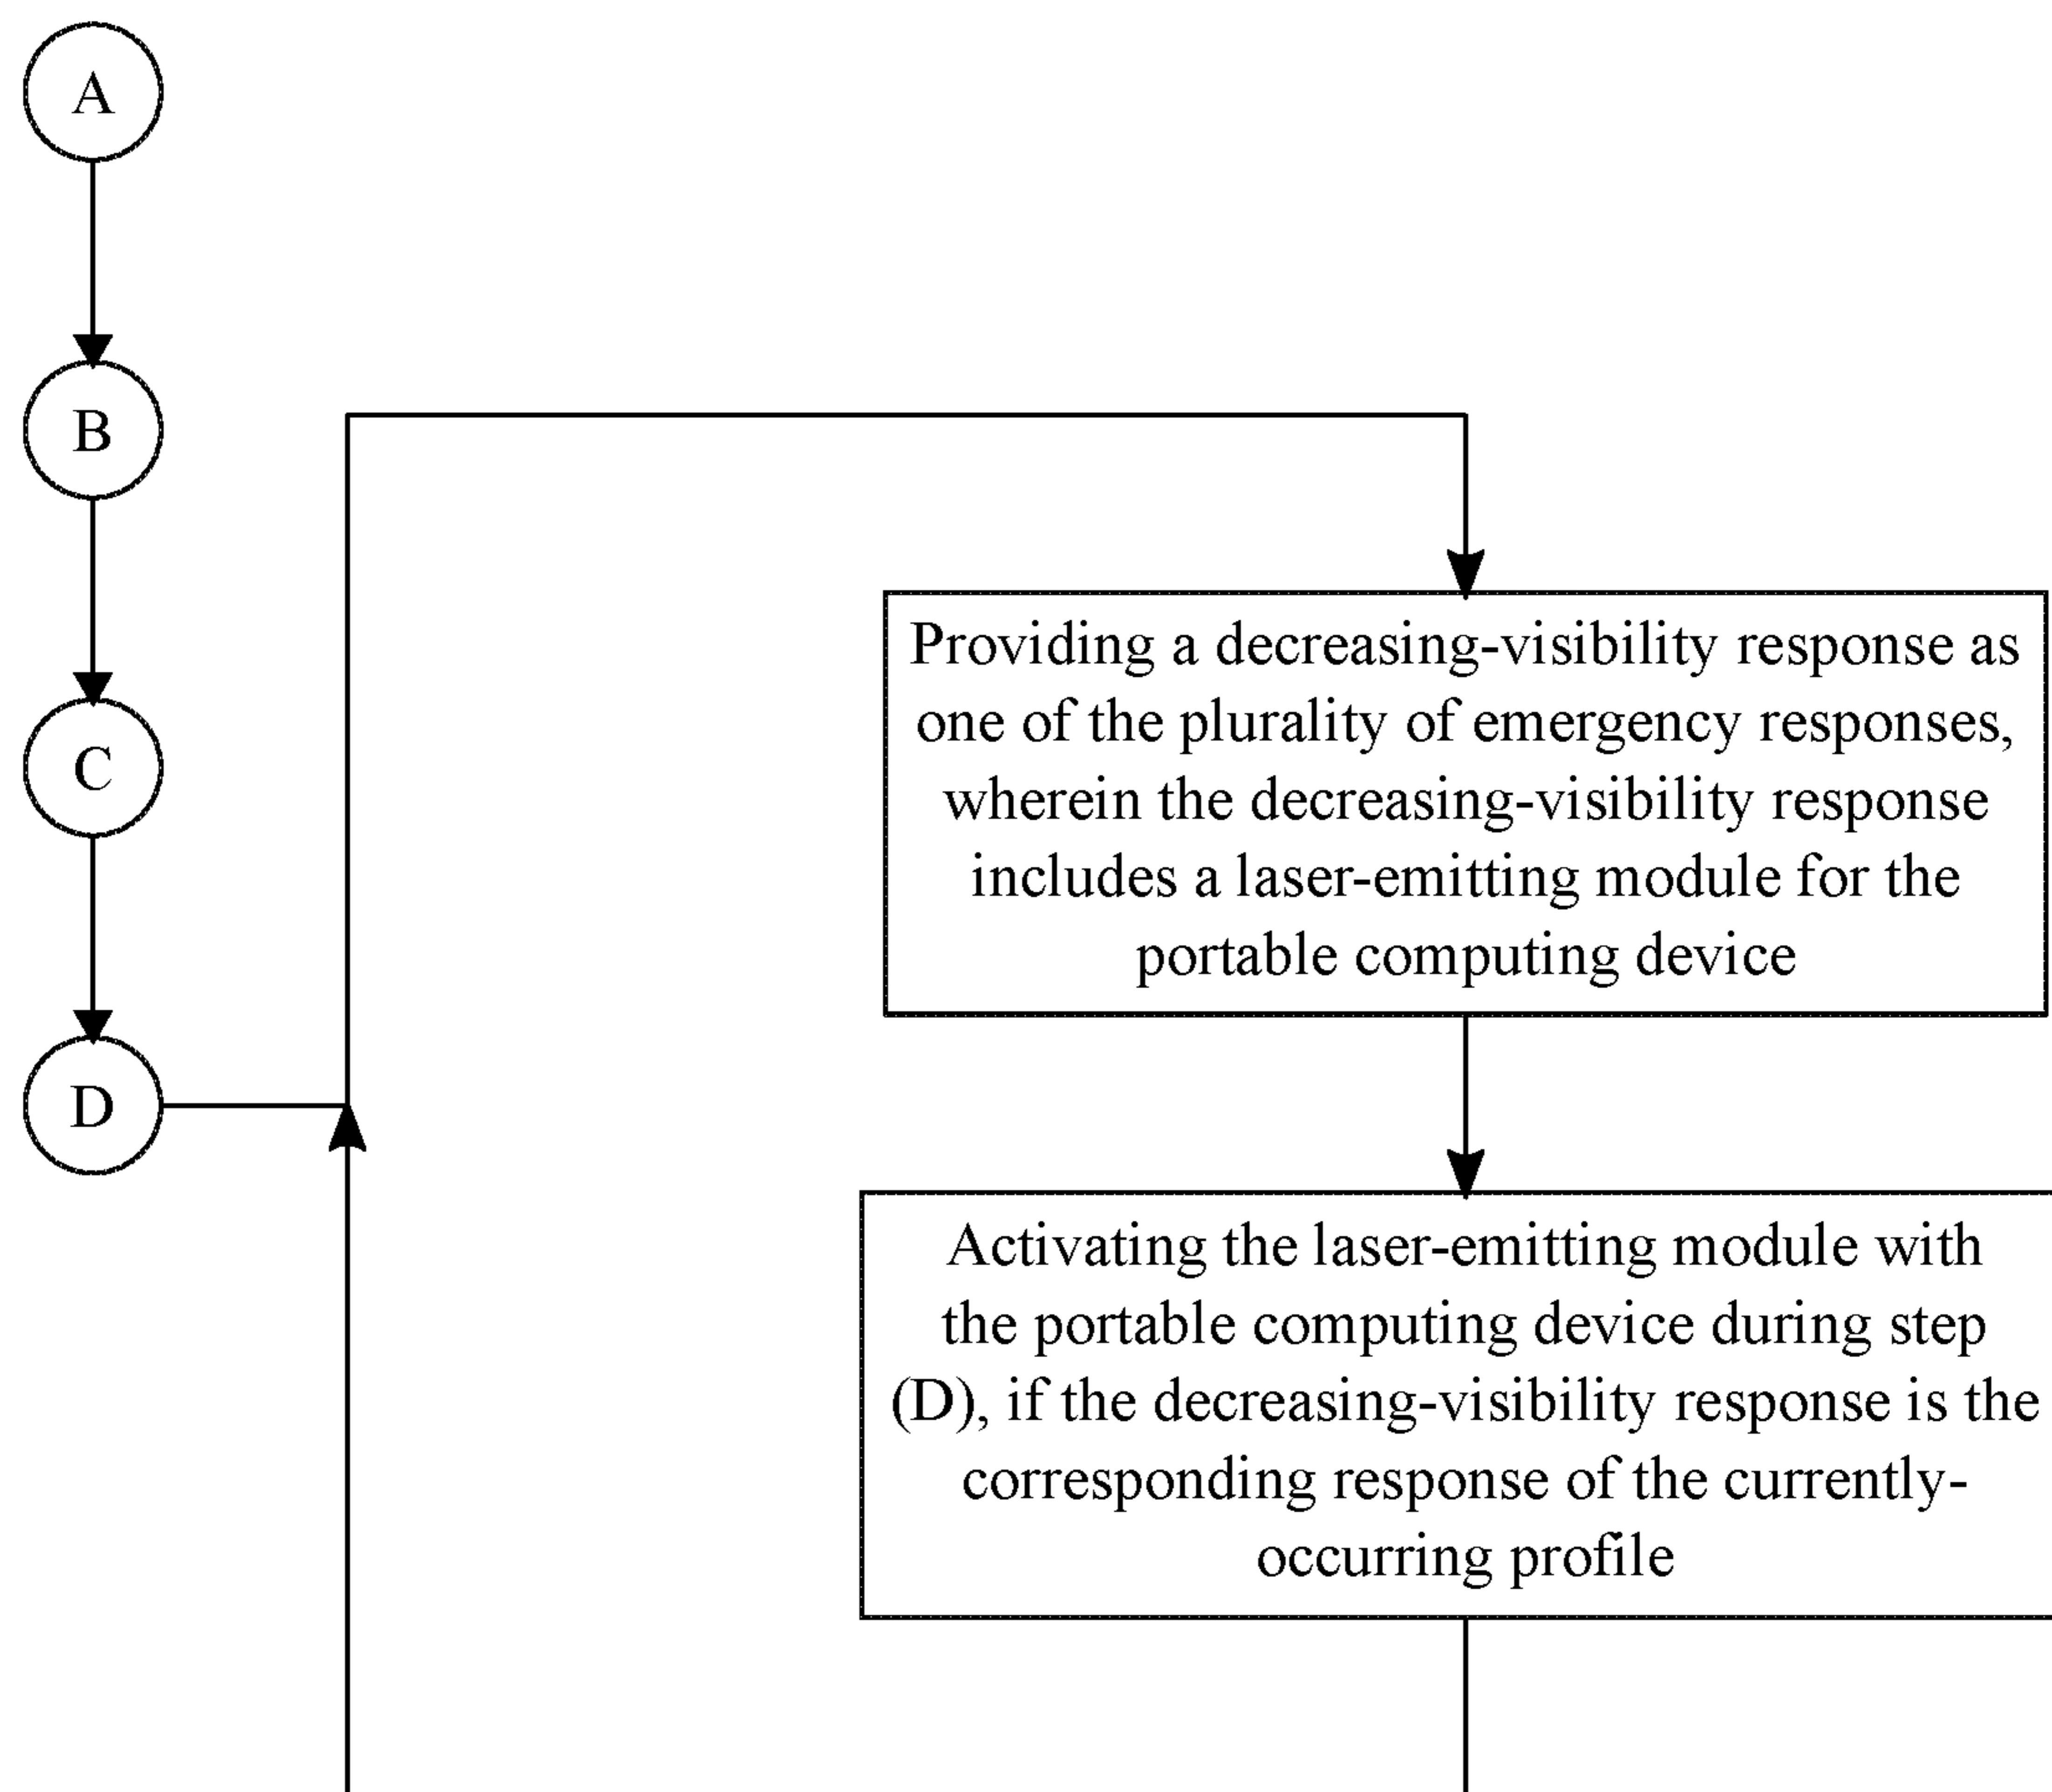 A
B
C
D
Providing a decreasing-visibility response as
one of the plurality of emergency responses,
wherein the decreasing-visibility response
includes a laser-emitting module for the
portable computing device
Activating the laser-emitting module with
the portable computing device during step
(D), if the decreasing-visibility response is the
corresponding response of the currently-
occurring profile